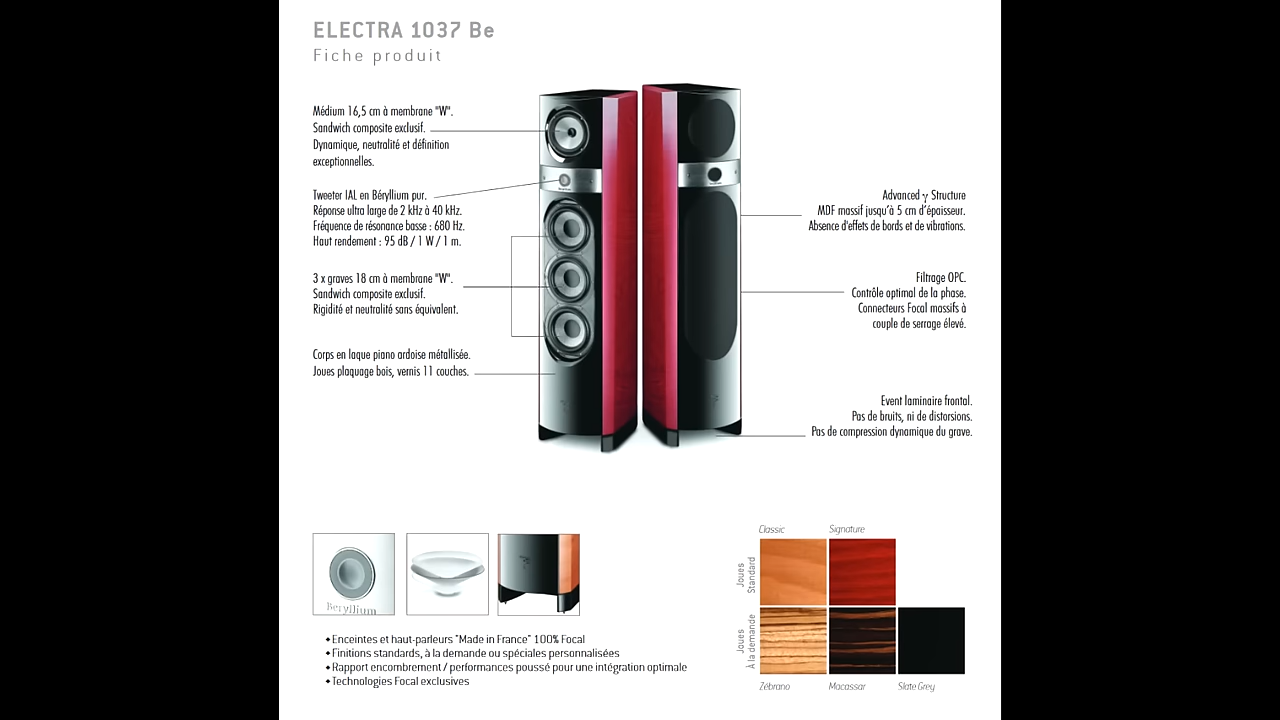 ELECTRA 1037 Be
Fiche produit
Médium 16,5 cm à membrane "W".
Sandwich composite exclusif.
Dynamique, neutralité et définition
exceptionnelles.
Tweeter IAL en Béryllium pur.
Réponse ultra large de 2 kHz à 40 kHz.
Fréquence de résonance basse : 680 Hz.
Haut rendement : 95 dB / 1 W / 1 m.
3 x graves 18 cm à membrane "W".
Sandwich composite exclusif.
Rigidité et neutralité sans équivalent.
Corps en laque piano ardoise métallisée.
Joues plaquage bois, vernis 11 couches.
Advanced γ Structure
MDF massif jusqu'à 5 cm d'épaisseur.
Absence d'effets de bords et de vibrations.
Filtrage OPC.
Contrôle optimal de la phase.
Connecteurs Focal massifs à
couple de serrage élevé.
Event laminaire frontal.
Pas de bruits, ni de distorsions.
Pas de compression dynamique du grave.
Beryllium
◆ Enceintes et haut-parleurs "Made in France" 100% Focal
◆ Finitions standards, à la demande ou spéciales personnalisées
◆ Rapport encombrement / performances poussé pour une intégration optimale
◆ Technologies Focal exclusives
Classic
Signature
Joues
Standard
Joues
À la demande
Zébrano
Macassar
Slate Grey